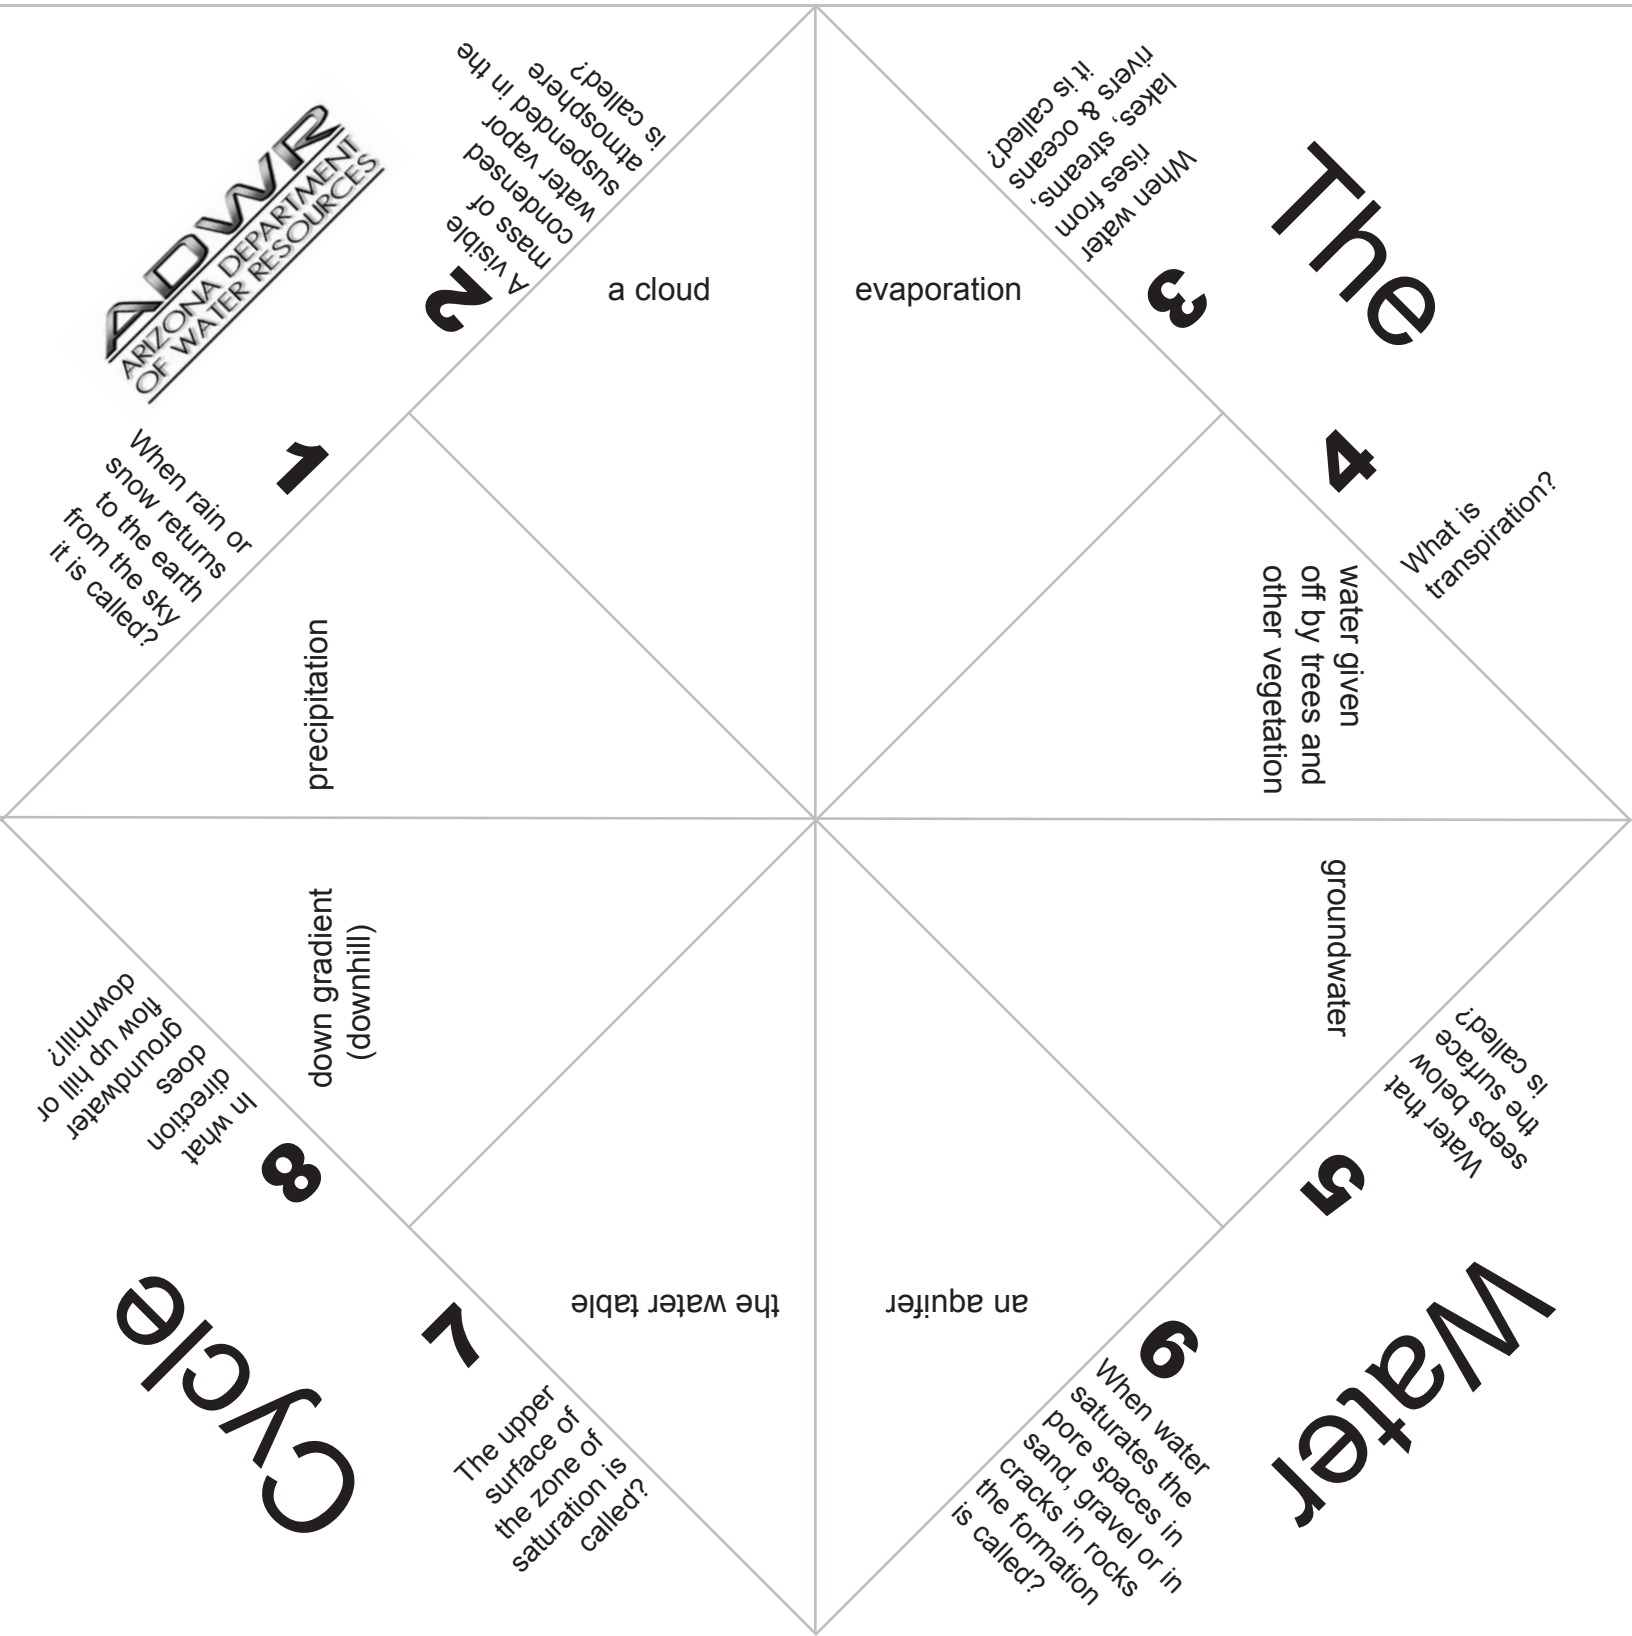 ADWR
ARIZONA DEPARTMENT
OF WATER RESOURCES
1
When rain or
snow returns
to the earth
from the sky
it is called?
precipitation
2
A visible
mass of
condensed
water vapor
suspended in the
atmosphere
is called?
a cloud
The
3
When water
rises from
lakes, streams,
rivers & oceans
it is called?
evaporation
4
What is
transpiration?
water given
off by trees and
other vegetation
Water
5
Water that
seeps below
the surface
is called?
groundwater
6
When water
saturates the
pore spaces in
sand, gravel or in
cracks in rocks
the formation
is called?
an aquifer
Cycle
7
The upper
surface of
the zone of
saturation is
called?
the water table
8
In what
direction
does
groundwater
flow up hill or
downhill?
down gradient
(downhill)